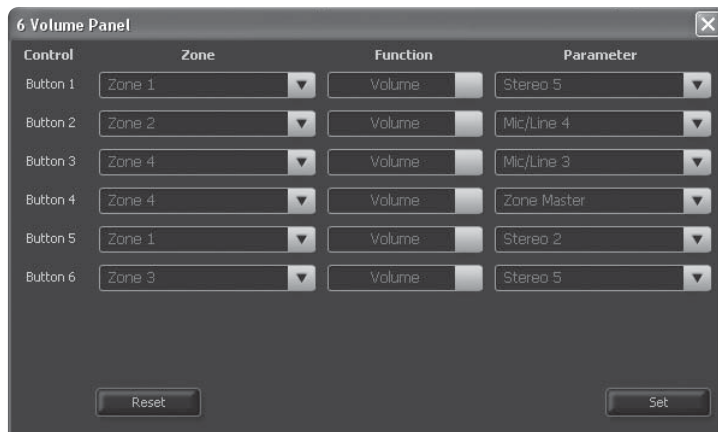 6 Volume Panel
Control Zone Function Parameter
Button 1 Zone 1 Volume Stereo 5
Button 2 Zone 2 Volume Mic/Line 4
Button 3 Zone 4 Volume Mic/Line 3
Button 4 Zone 4 Volume Zone Master
Button 5 Zone 1 Volume Stereo 2
Button 6 Zone 3 Volume Stereo 5
Reset Set